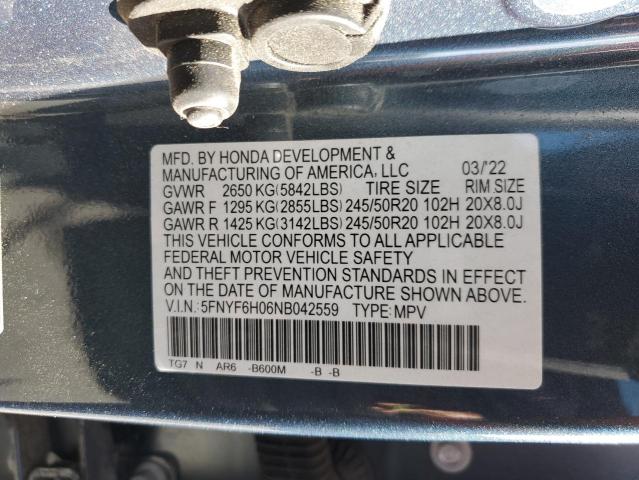 MFD. BY HONDA DEVELOPMENT &
MANUFACTURING OF AMERICA, LLC 03/'22
GVWR 2650 KG(5842LBS) TIRE SIZE RIM SIZE
GAWR F 1295 KG(2855LBS) 245/50R20 102H 20X8.0J
GAWR R 1425 KG(3142LBS) 245/50R20 102H 20X8.0J
THIS VEHICLE CONFORMS TO ALL APPLICABLE
FEDERAL MOTOR VEHICLE SAFETY
AND THEFT PREVENTION STANDARDS IN EFFECT
ON THE DATE OF MANUFACTURE SHOWN ABOVE.
V.I.N.: 5FNYF6H06NB042559 TYPE: MPV
TG7 N AR6 -B600M -B -B